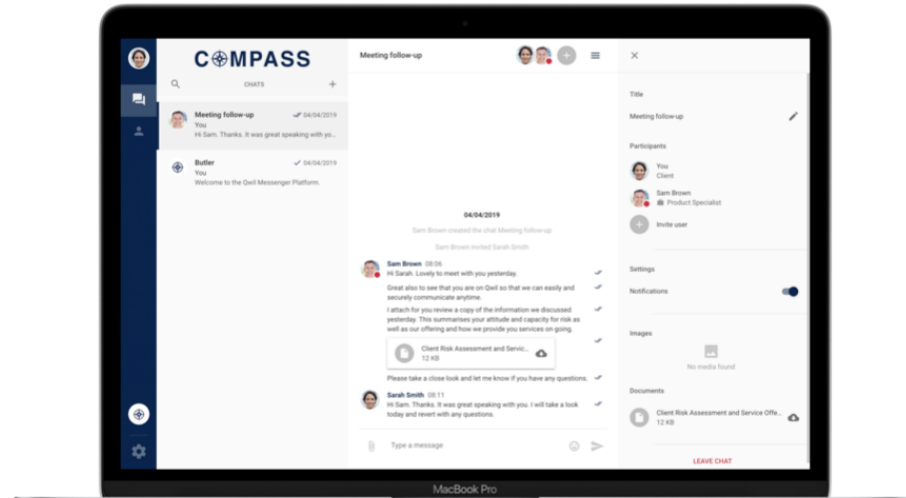 COMPASS
CHATS
Meeting follow-up 04/04/2019
You
Hi Sam. Thanks. It was great speaking with yo...
Butler 04/04/2019
You
Welcome to the Qwil Messenger Platform.
Meeting follow-up
04/04/2019
Sam Brown created the chat Meeting follow-up
Sam Brown invited Sarah Smith
Sam Brown 08:06
Hi Sarah. Lovely to meet with you yesterday.
Great also to see that you are on Qwil so that we can easily and
securely communicate anytime.
I attach for you review a copy of the information we discussed
yesterday. This summarises your attitude and capacity for risk as
well as our offering and how we provide you services on going.
Client Risk Assessment and Servic...
12 KB
Please take a close look and let me know if you have any questions.
Sarah Smith 08:11
Hi Sam. Thanks. It was great speaking with you. I will take a look
today and revert with any questions.
Type a message
Title
Meeting follow-up
Participants
You
Client
Sam Brown
Product Specialist
Invite user
Settings
Notifications
Images
No media found
Documents
Client Risk Assessment and Service Offe...
12 KB
LEAVE CHAT
MacBook Pro